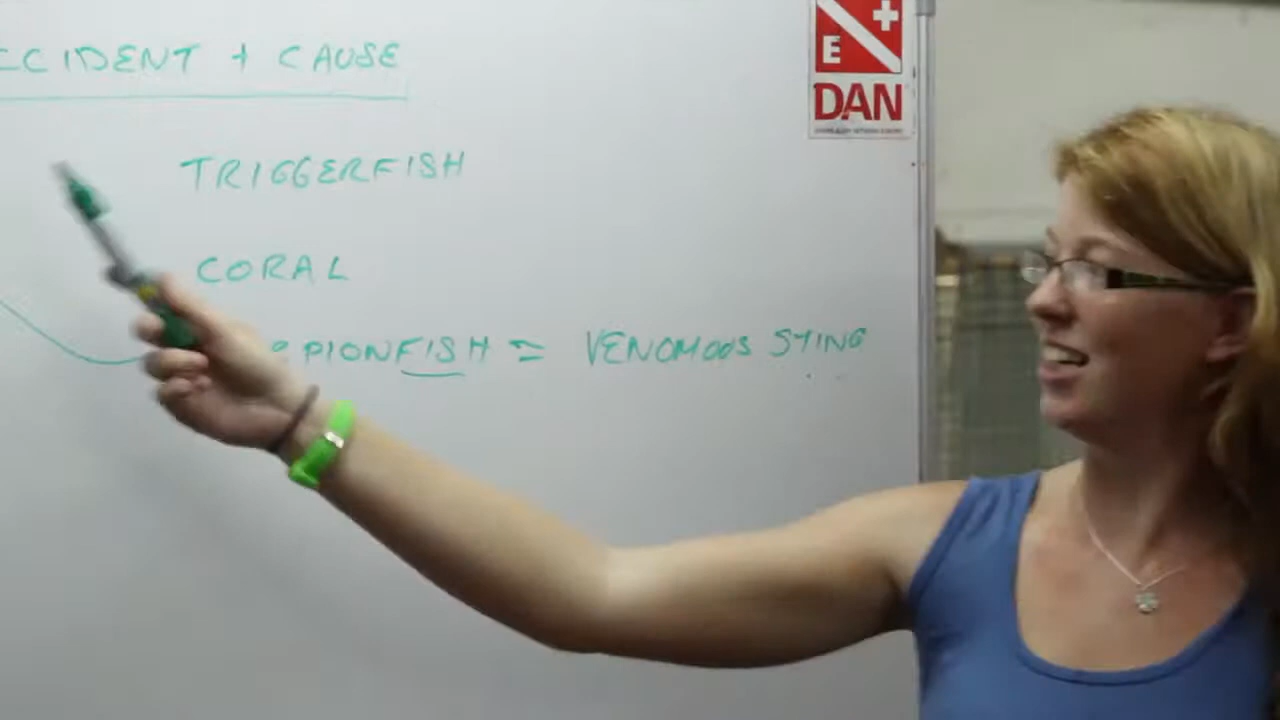 CCIDENT + CAUSE
E
DAN
TRIGGERFISH
CORAL
PIONFISH = VENOMOUS STING